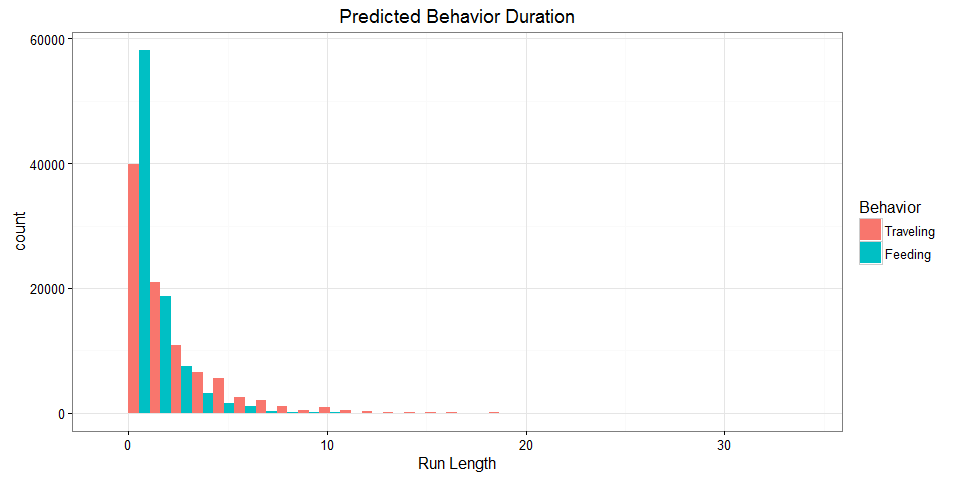 Predicted Behavior Duration
60000
40000
20000
0
count
0 10 20 30
Run Length
Behavior
Traveling
Feeding